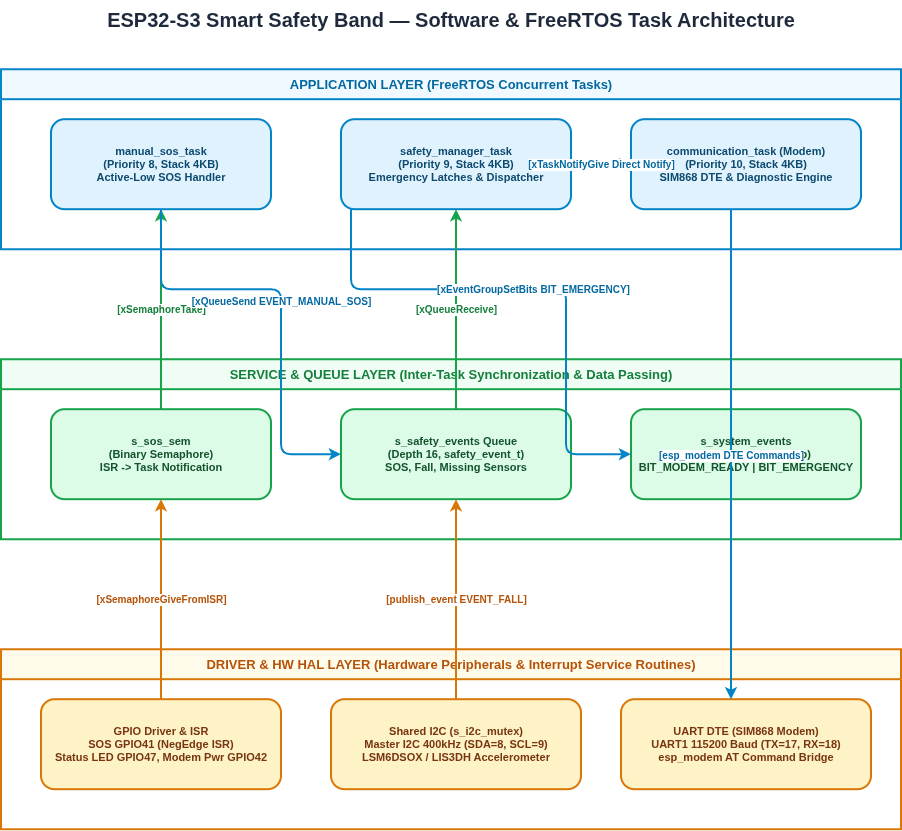 ESP32-S3 Smart Safety Band — Software & FreeRTOS Task Architecture
APPLICATION LAYER (FreeRTOS Concurrent Tasks)
manual_sos_task
(Priority 8, Stack 4KB)
Active-Low SOS Handler
safety_manager_task
(Priority 9, Stack 4KB)
Emergency Latches & Dispatcher
[xTaskNotifyGive Direct Notify]
communication_task (Modem)
(Priority 10, Stack 4KB)
SIM868 DTE & Diagnostic Engine
[xSemaphoreTake]
[xQueueSend EVENT_MANUAL_SOS]
[xQueueReceive]
[xEventGroupSetBits BIT_EMERGENCY]
SERVICE & QUEUE LAYER (Inter-Task Synchronization & Data Passing)
s_sos_sem
(Binary Semaphore)
ISR -> Task Notification
s_safety_events Queue
(Depth 16, safety_event_t)
SOS, Fall, Missing Sensors
s_system_events
[esp_modem DTE Commands]
BIT_MODEM_READY | BIT_EMERGENCY
[xSemaphoreGiveFromISR]
[publish_event EVENT_FALL]
DRIVER & HW HAL LAYER (Hardware Peripherals & Interrupt Service Routines)
GPIO Driver & ISR
SOS GPIO41 (NegEdge ISR)
Status LED GPIO47, Modem Pwr GPIO42
Shared I2C (s_i2c_mutex)
Master I2C 400kHz (SDA=8, SCL=9)
LSM6DSOX / LIS3DH Accelerometer
UART DTE (SIM868 Modem)
UART1 115200 Baud (TX=17, RX=18)
esp_modem AT Command Bridge